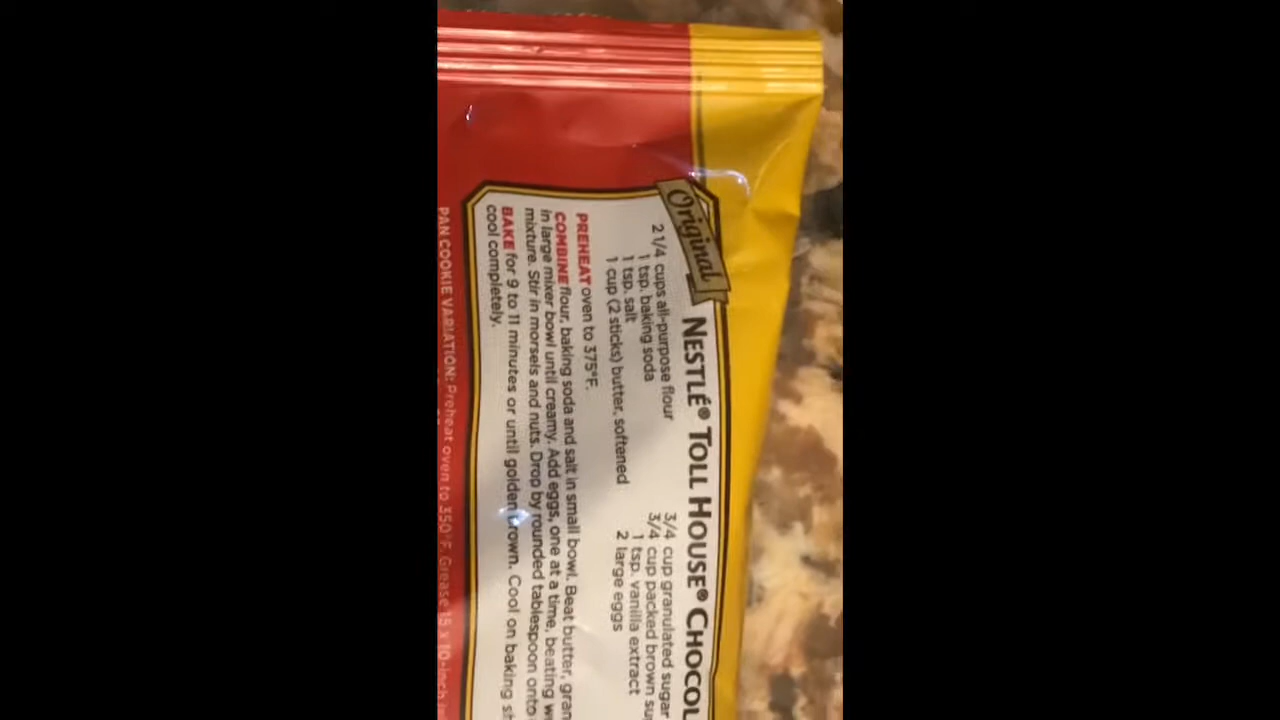 Original
NESTLÉ® TOLL HOUSE® CHOCOL
2 1/4 cups all-purpose flour
1 tsp. baking soda
1 tsp. salt
1 cup (2 sticks) butter, softened
3/4 cup granulated sugar
3/4 cup packed brown su
1 tsp. vanilla extract
2 large eggs
PREHEAT oven to 375°F.
COMBINE flour, baking soda and salt in small bowl. Beat butter, gran
in large mixer bowl until creamy. Add eggs, one at a time, beating w
mixture. Stir in morsels and nuts. Drop by rounded tablespoon onto
BAKE for 9 to 11 minutes or until golden brown. Cool on baking sh
cool completely.
PAN COOKIE VARIATION: Preheat oven to 350°F. Grease 15 x 10-inch